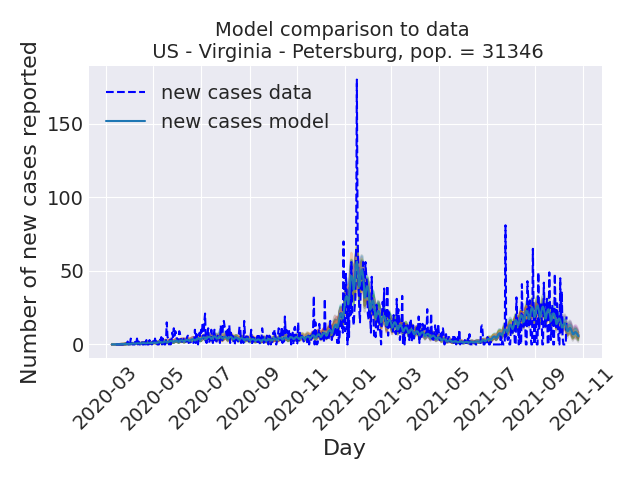 Model comparison to data
US - Virginia - Petersburg, pop. = 31346
Number of new cases reported
new cases data
new cases model
150
100
50
0
2020-03
2020-05
2020-07
2020-09
2020-11
2021-01
2021-03
2021-05
2021-07
2021-09
2021-11
Day